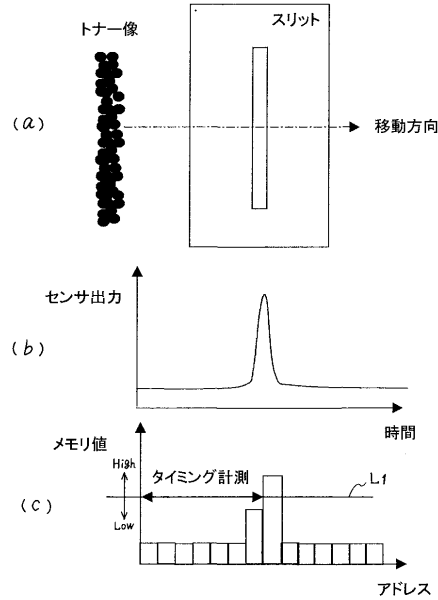 トナー像
スリット
(a)
移動方向
センサ出力
(b)
時間
メモリ値
High
タイミング計測
L1
(c)
Low
アドレス